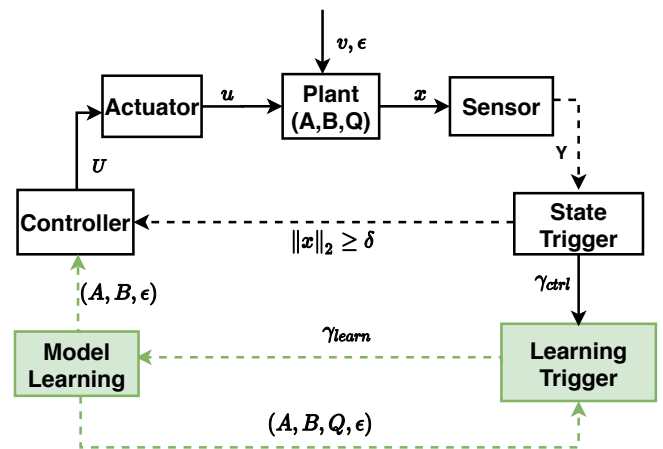 v, ϵ
Actuator
u
Plant
(A,B,Q)
x
Sensor
U
Y
Controller
‖x‖₂ ≥ δ
State
Trigger
(A, B, ϵ)
γctrl
Model
Learning
γlearn
Learning
Trigger
(A, B, Q, ϵ)